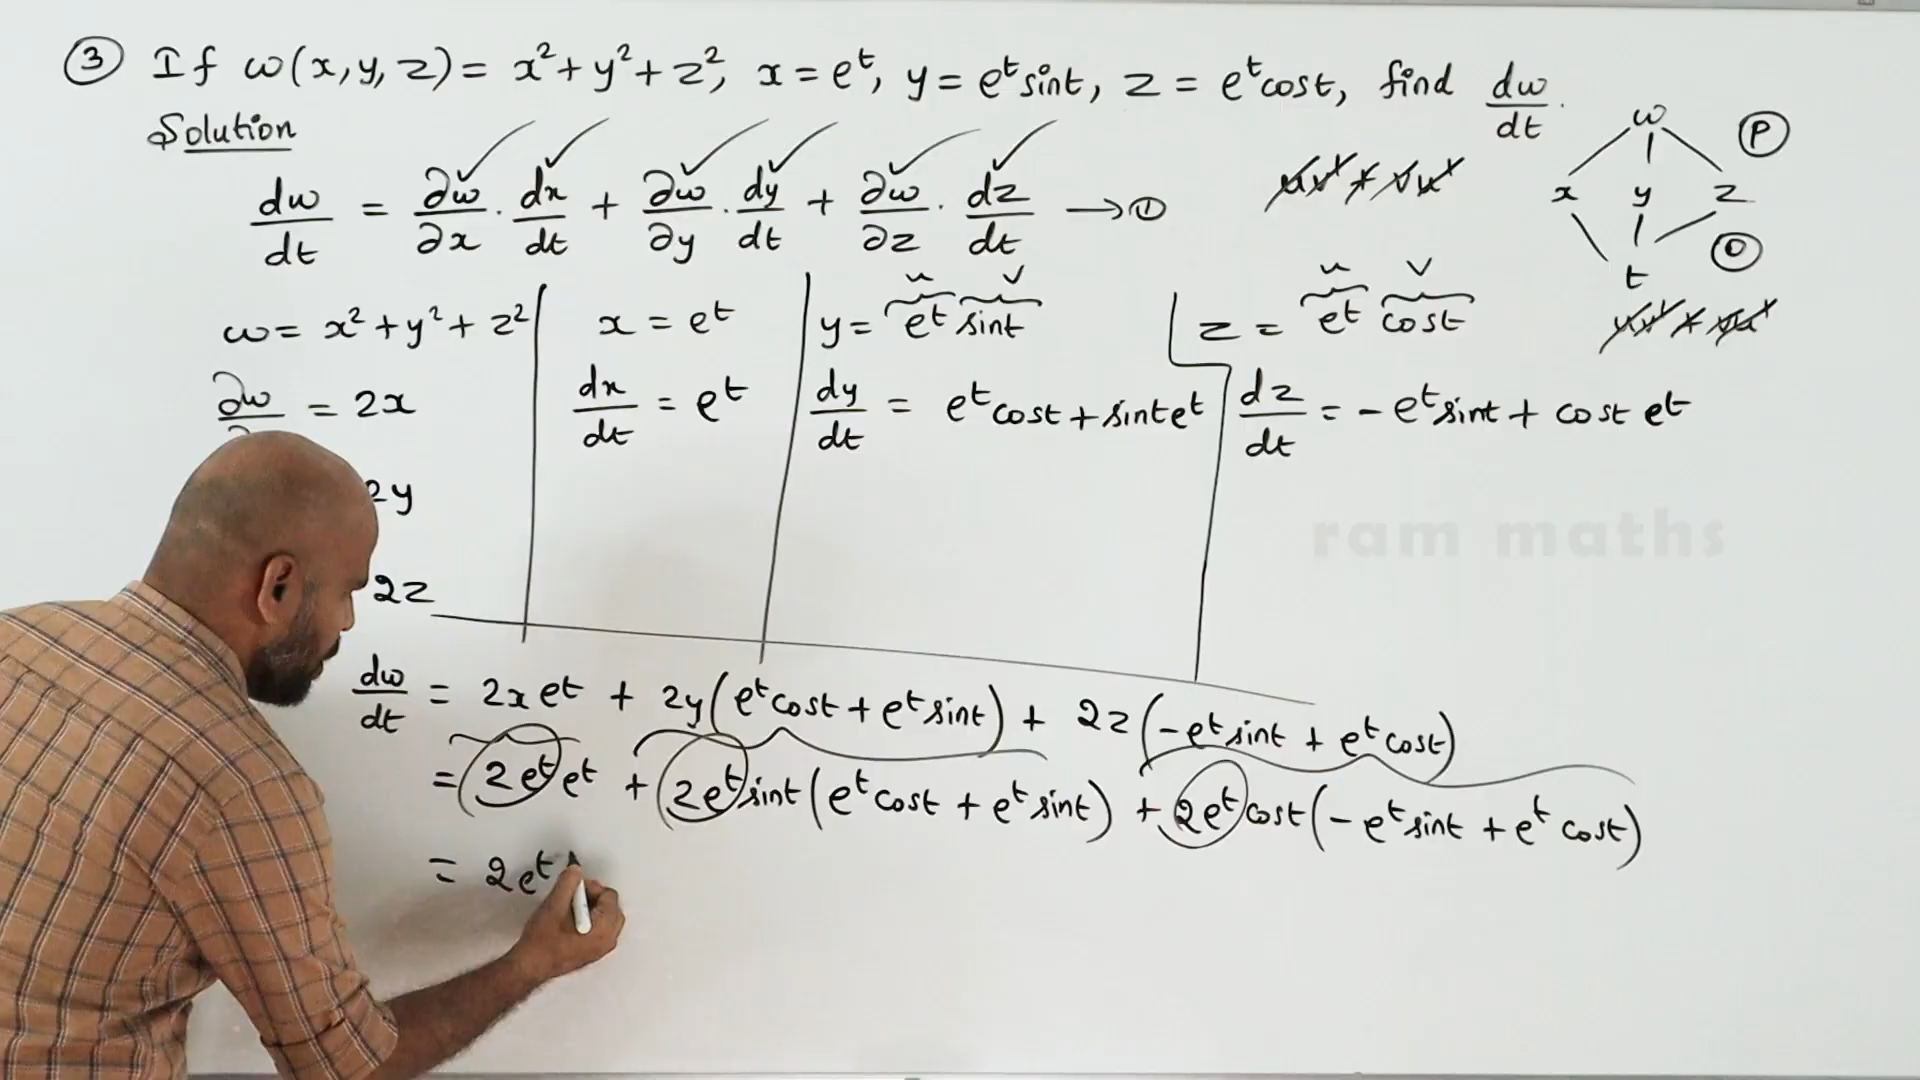 ③ If ω(x,y,z) = x² + y² + z², x = eᵗ, y = eᵗ sint, z = eᵗ cost, find dω/dt.
Solution
dω/dt = ∂ω/∂x · dx/dt + ∂ω/∂y · dy/dt + ∂ω/∂z · dz/dt → ①
ω
x y z
t
P
O
u v
u v
ω = x² + y² + z²
x = eᵗ
y = eᵗ sint
z = eᵗ cost
∂ω = 2x
dx/dt = eᵗ
dy/dt = eᵗ cost + sint eᵗ
dz/dt = - eᵗ sint + cost eᵗ
2y
ram maths
2z
dω/dt = 2x eᵗ + 2y (eᵗ cost + eᵗ sint) + 2z (-eᵗ sint + eᵗ cost)
= 2eᵗ eᵗ + 2eᵗ sint (eᵗ cost + eᵗ sint) + 2eᵗ cost (- eᵗ sint + eᵗ cost)
= 2eᵗ